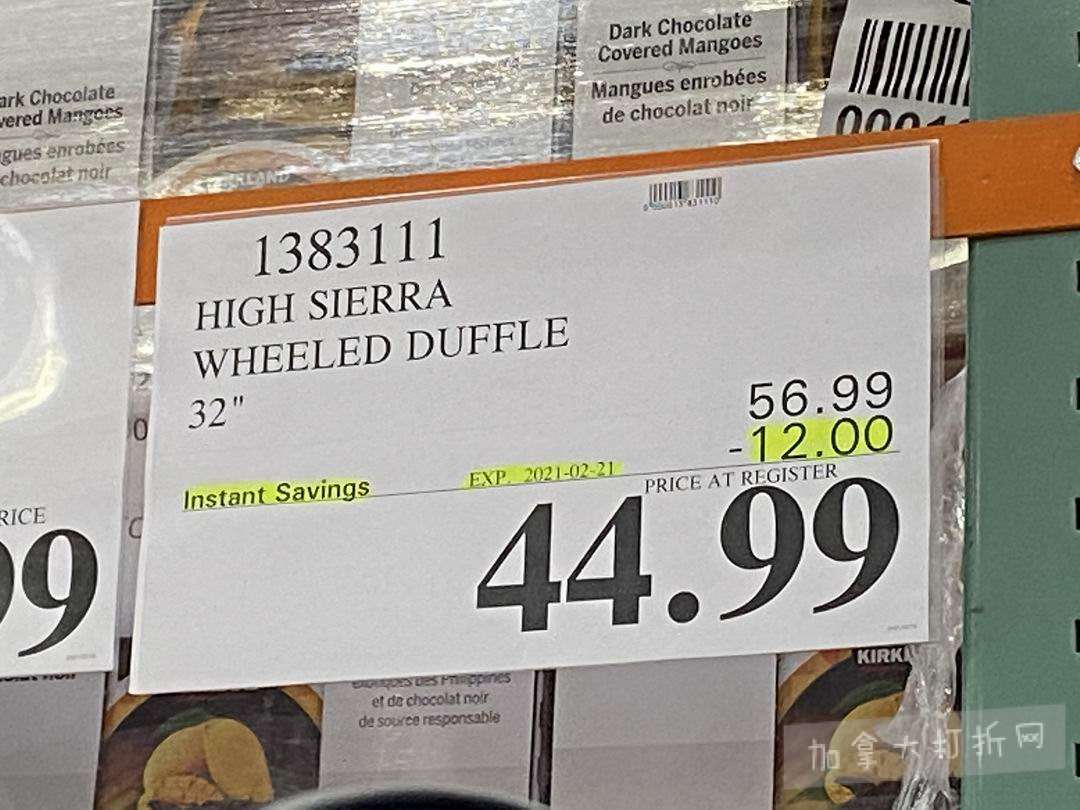 Dark Chocolate
Covered Mangoes
Mangues enrobées
de chocolat noir
ark Chocolate
vered Mangoes
gues enrobées
chocolat noir
1383111
HIGH SIERRA
WHEELED DUFFLE
32"
56.99
-12.00
Instant Savings
EXP. 2021-02-21
PRICE AT REGISTER
44.99
RICE
99
KIRKL
et de chocolat noir
de source responsable
加拿大打折网